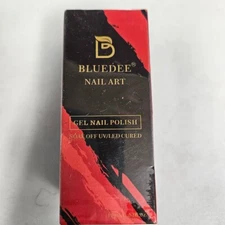 BLUEDEE®
NAIL ART
GEL NAIL POLISH
SOAK OFF UV/LED CURED